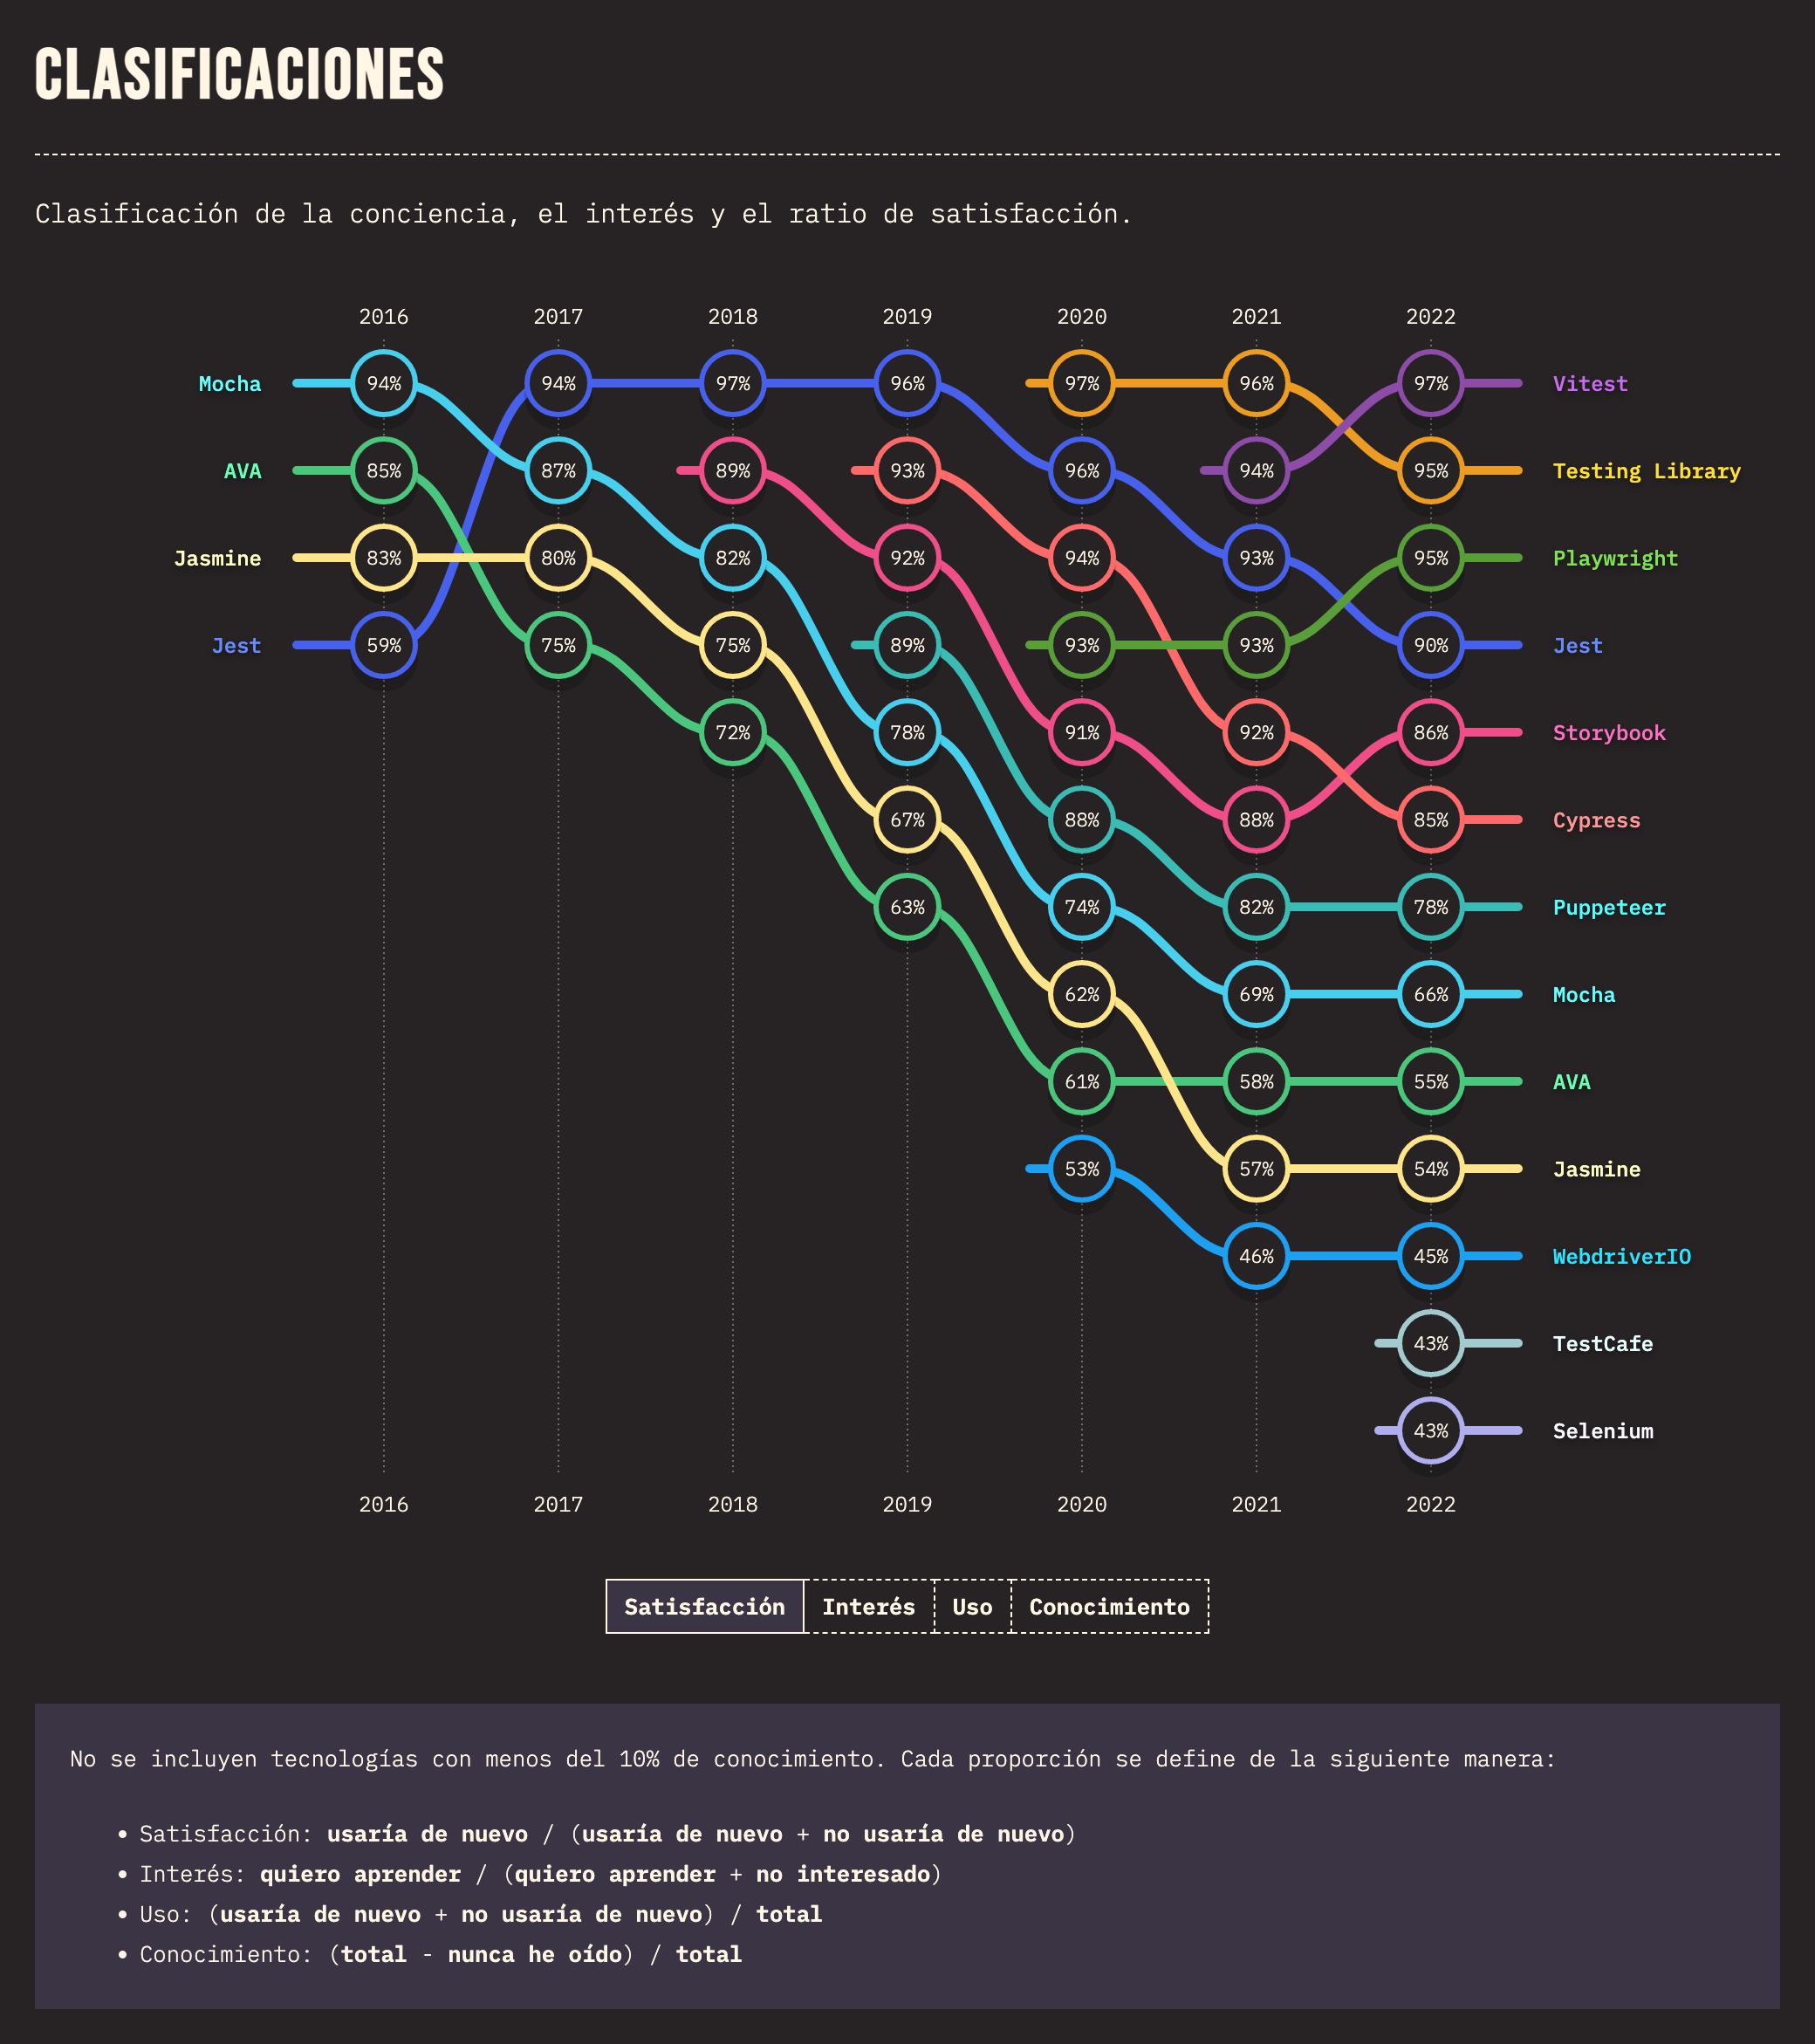 CLASIFICACIONES
Clasificación de la conciencia, el interés y el ratio de satisfacción.
2016 2017 2018 2019 2020 2021 2022
Mocha 94% 94% 97% 96% 97% 96% 97% Vitest
AVA 85% 87% 89% 93% 96% 94% 95% Testing Library
Jasmine 83% 80% 82% 92% 94% 93% 95% Playwright
Jest 59% 75% 75% 89% 93% 93% 90% Jest
72% 78% 91% 92% 86% Storybook
67% 88% 88% 85% Cypress
63% 74% 82% 78% Puppeteer
62% 69% 66% Mocha
61% 58% 55% AVA
53% 57% 54% Jasmine
46% 45% WebdriverIO
43% TestCafe
43% Selenium
2016 2017 2018 2019 2020 2021 2022
Satisfacción Interés Uso Conocimiento
No se incluyen tecnologías con menos del 10% de conocimiento. Cada proporción se define de la siguiente manera:
• Satisfacción: usaría de nuevo / (usaría de nuevo + no usaría de nuevo)
• Interés: quiero aprender / (quiero aprender + no interesado)
• Uso: (usaría de nuevo + no usaría de nuevo) / total
• Conocimiento: (total - nunca he oído) / total